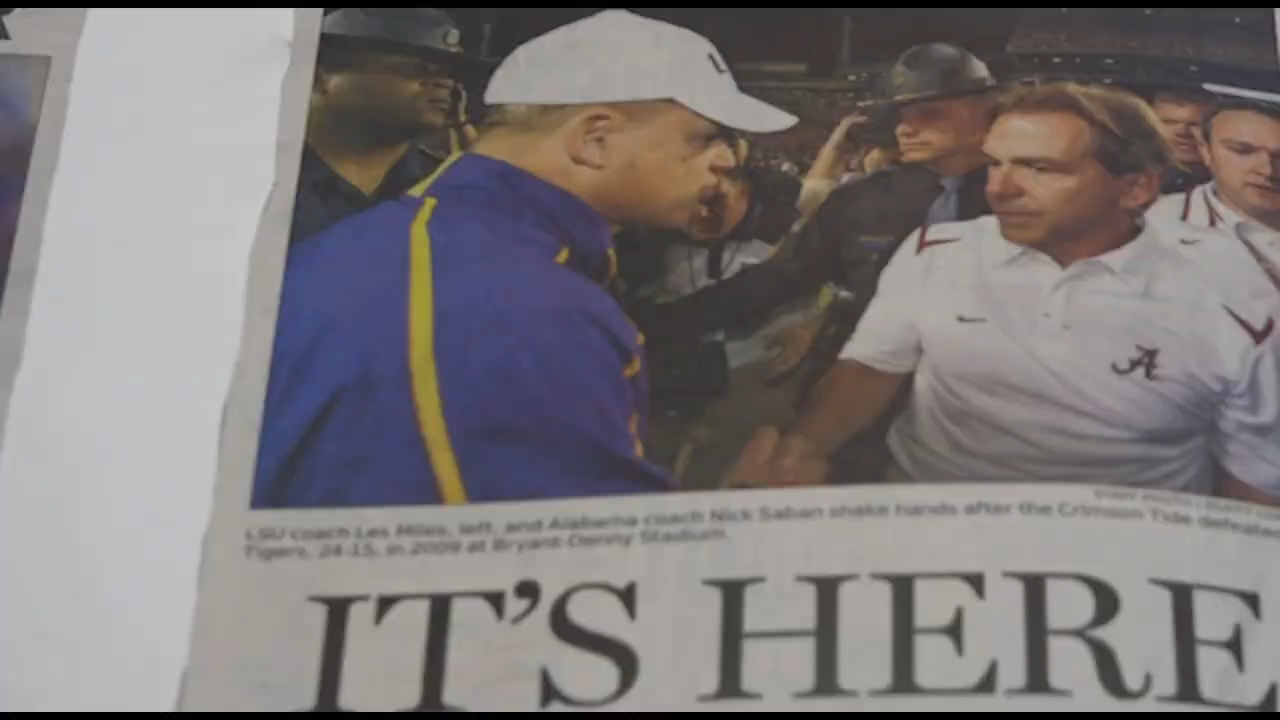 L
A
LSU coach Les Miles, left, and Alabama coach Nick Saban shake hands after the Crimson Tide defeated
Tigers, 24-15, in 2009 at Bryant-Denny Stadium.
IT'S HERE